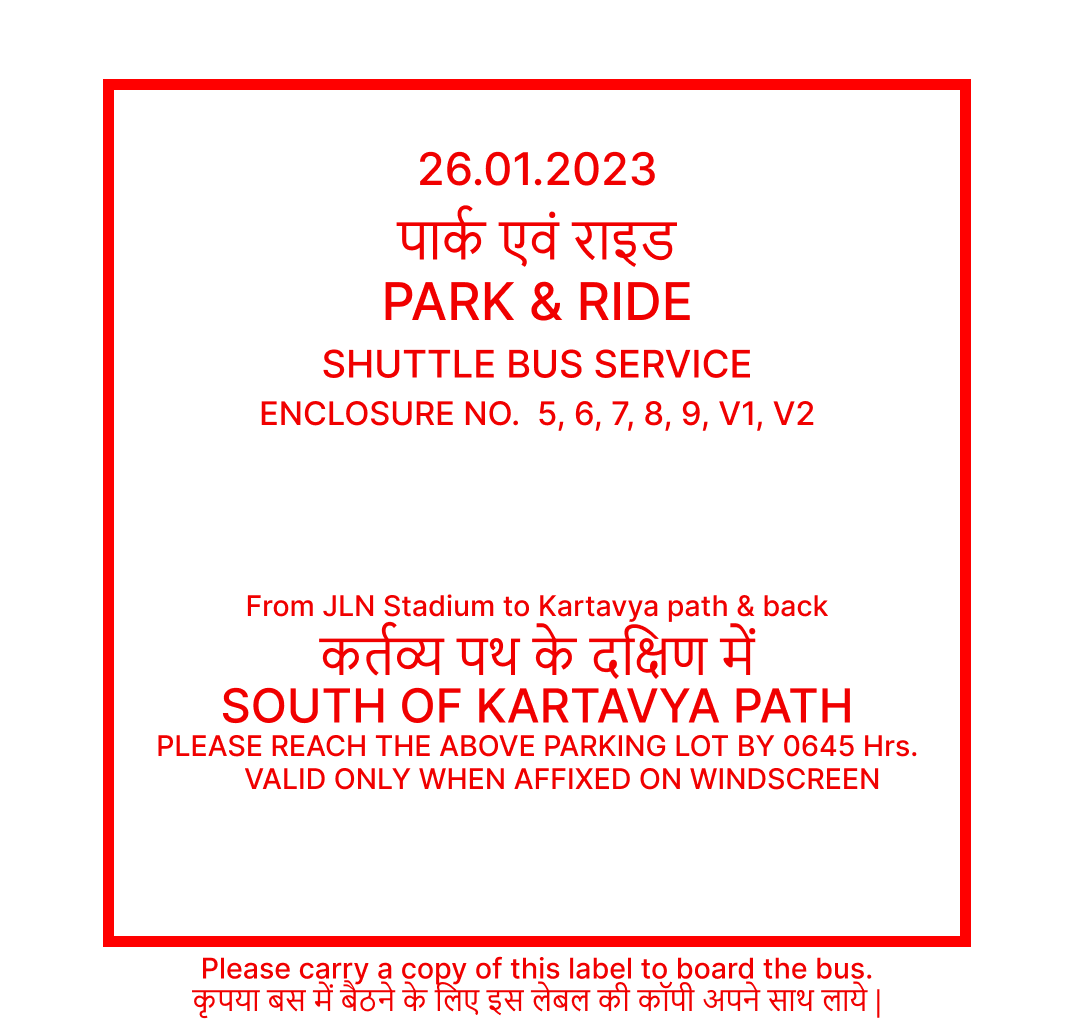 26.01.2023
पार्क एवं राइड
PARK & RIDE
SHUTTLE BUS SERVICE
ENCLOSURE NO.  5, 6, 7, 8, 9, V1, V2
From JLN Stadium to Kartavya path & back
कर्तव्य पथ के दक्षिण में
SOUTH OF KARTAVYA PATH
PLEASE REACH THE ABOVE PARKING LOT BY 0645 Hrs.
VALID ONLY WHEN AFFIXED ON WINDSCREEN
Please carry a copy of this label to board the bus.
कृपया बस में बैठने के लिए इस लेबल की कॉपी अपने साथ लाये |